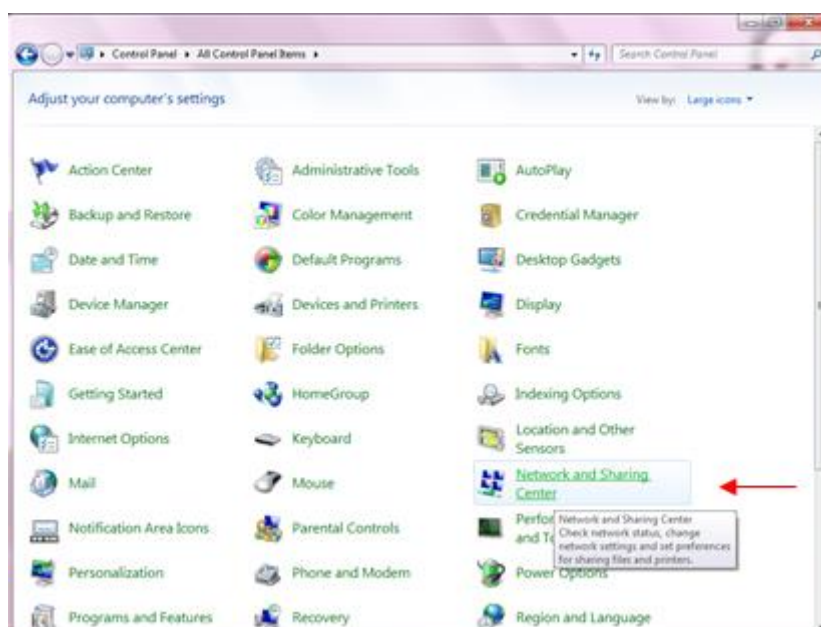 Control Panel All Control Panel Items
Search Control Panel
Adjust your computer's settings
View by: Large icons
Action Center
Administrative Tools
AutoPlay
Backup and Restore
Color Management
Credential Manager
Date and Time
Default Programs
Desktop Gadgets
Device Manager
Devices and Printers
Display
Ease of Access Center
Folder Options
Fonts
Getting Started
HomeGroup
Indexing Options
Internet Options
Keyboard
Location and Other
Sensors
Mail
Mouse
Network and Sharing
Center
Notification Area Icons
Parental Controls
Network and Sharing Center
Check network status, change
network settings and set preferences
for sharing files and printers.
Personalization
Phone and Modem
Power Options
Programs and Features
Recovery
Region and Language